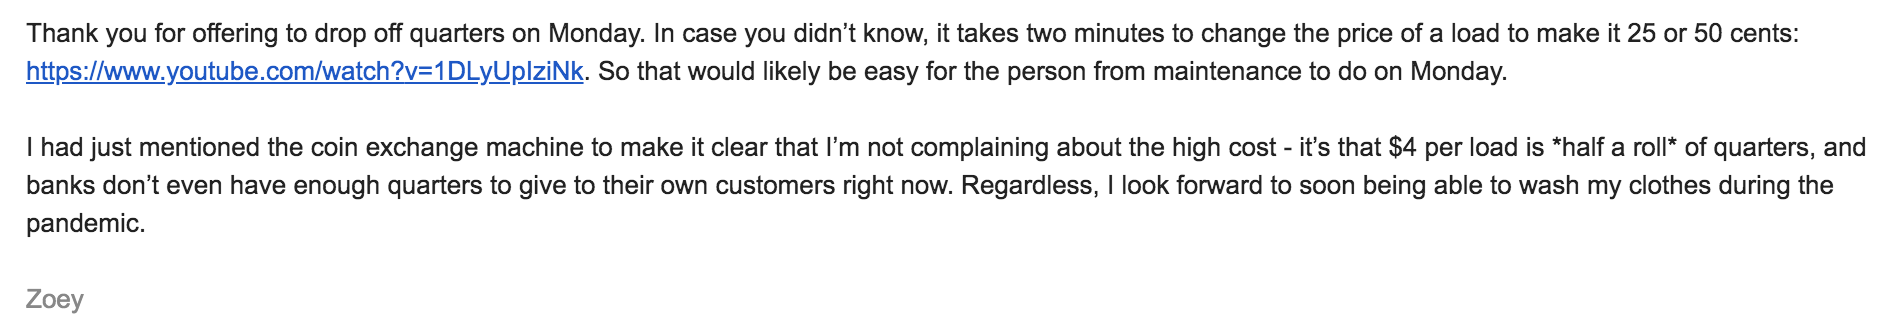 Thank you for offering to drop off quarters on Monday. In case you didn’t know, it takes two minutes to change the price of a load to make it 25 or 50 cents:
https://www.youtube.com/watch?v=1DLyUpIziNk. So that would likely be easy for the person from maintenance to do on Monday.
I had just mentioned the coin exchange machine to make it clear that I’m not complaining about the high cost - it’s that $4 per load is *half a roll* of quarters, and
banks don’t even have enough quarters to give to their own customers right now. Regardless, I look forward to soon being able to wash my clothes during the
pandemic.
Zoey